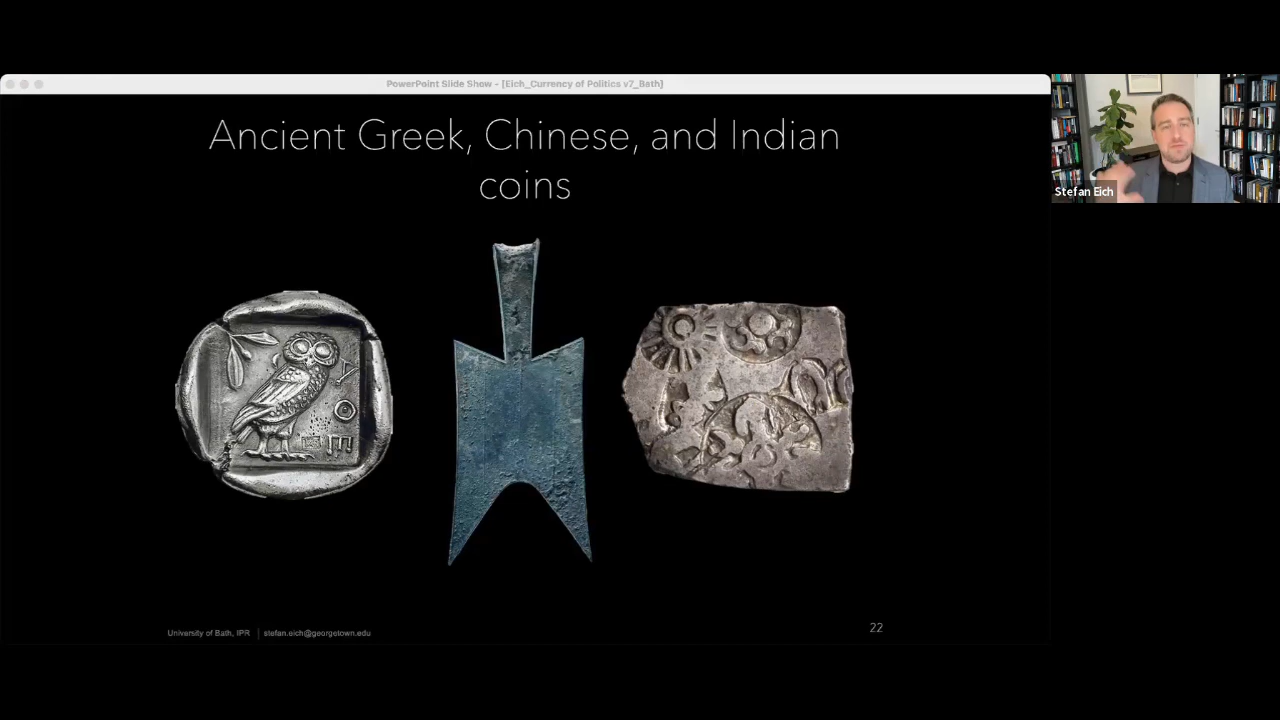 PowerPoint Slide Show - [Eich_Currency of Politics v7_Bath]
Ancient Greek, Chinese, and Indian
coins
Stefan Eich
University of Bath, IPR | stefan.eich@georgetown.edu
22